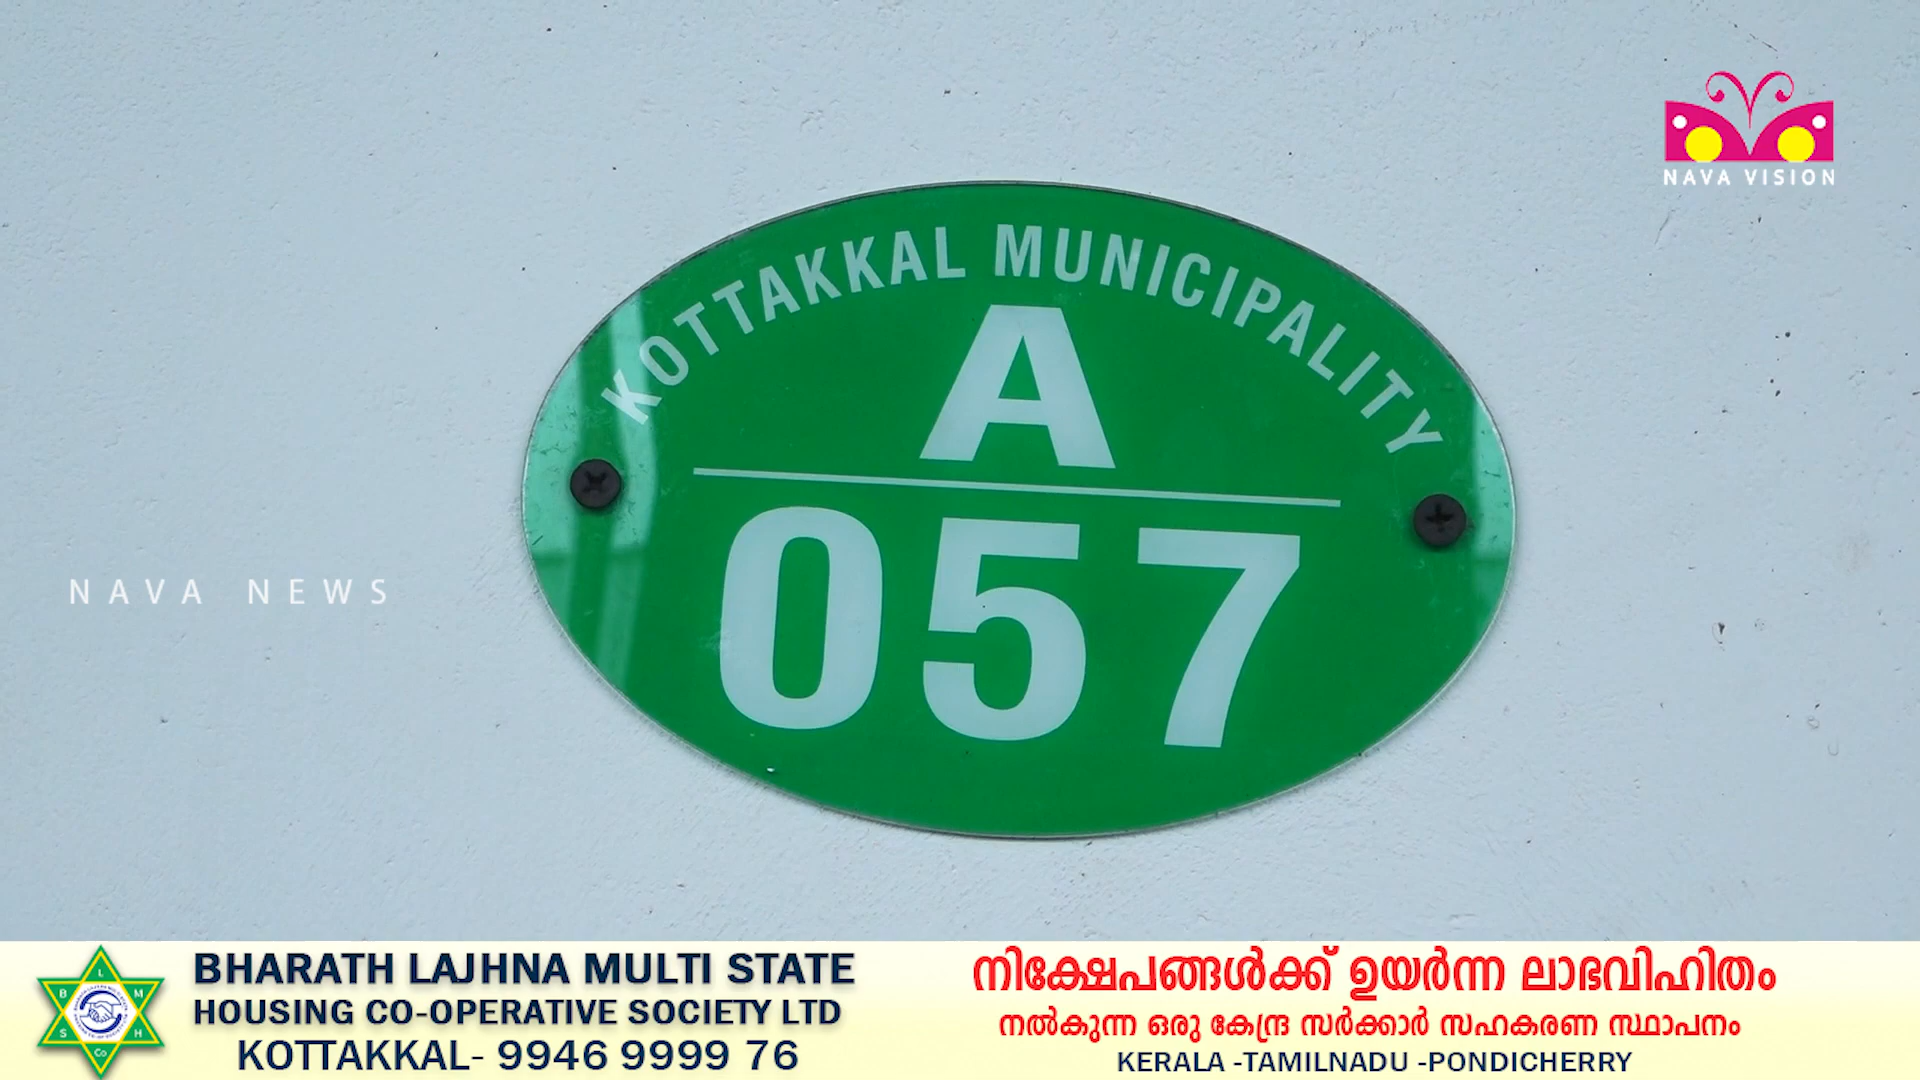 NAVA VISION
KOTTAKKAL MUNICIPALITY
A
057
NAVA NEWS
BHARATH LAJHNA MULTI STATE
HOUSING CO-OPERATIVE SOCIETY LTD
KOTTAKKAL- 9946 9999 76
നിക്ഷേപങ്ങൾക്ക് ഉയർന്ന ലാഭവിഹിതം
നൽകുന്ന ഒരു കേന്ദ്ര സർക്കാർ സഹകരണ സ്ഥാപനം
KERALA -TAMILNADU -PONDICHERRY
L
B M
S H
Co